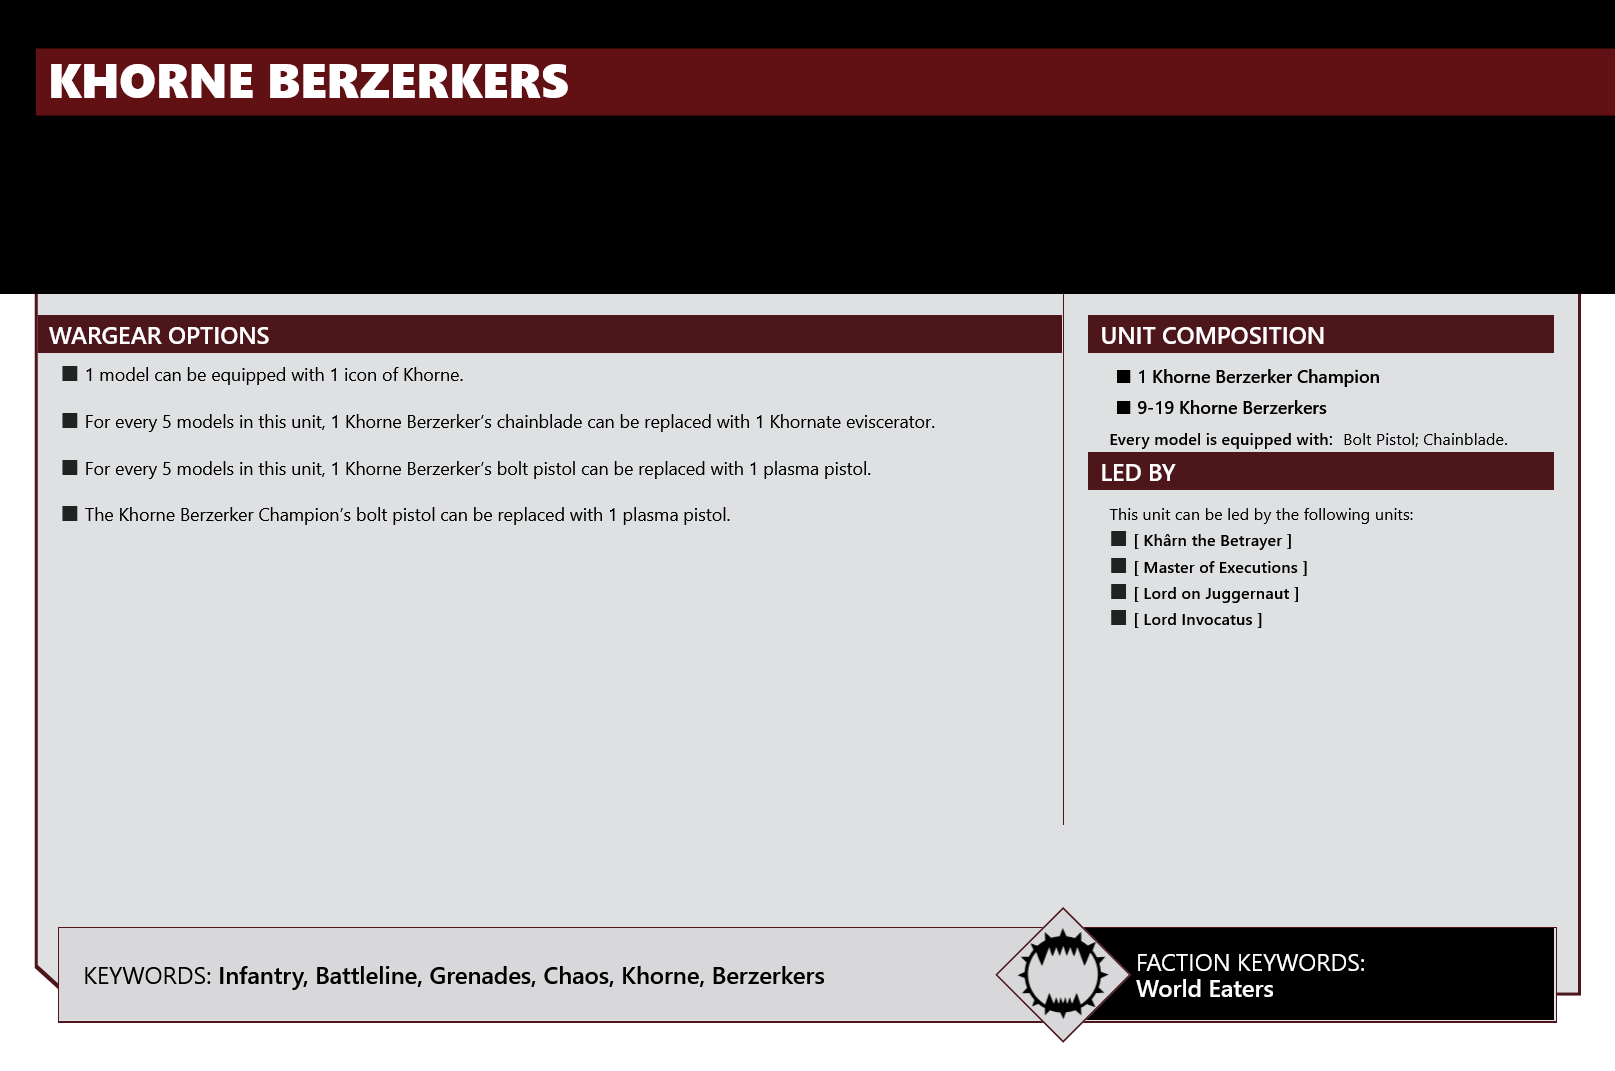 KHORNE BERZERKERS
WARGEAR OPTIONS
1 model can be equipped with 1 icon of Khorne.
For every 5 models in this unit, 1 Khorne Berzerker’s chainblade can be replaced with 1 Khornate eviscerator.
For every 5 models in this unit, 1 Khorne Berzerker’s bolt pistol can be replaced with 1 plasma pistol.
The Khorne Berzerker Champion’s bolt pistol can be replaced with 1 plasma pistol.
UNIT COMPOSITION
1 Khorne Berzerker Champion
9-19 Khorne Berzerkers
Every model is equipped with: Bolt Pistol; Chainblade.
LED BY
This unit can be led by the following units:
[ Khârn the Betrayer ]
[ Master of Executions ]
[ Lord on Juggernaut ]
[ Lord Invocatus ]
KEYWORDS: Infantry, Battleline, Grenades, Chaos, Khorne, Berzerkers
FACTION KEYWORDS:
World Eaters